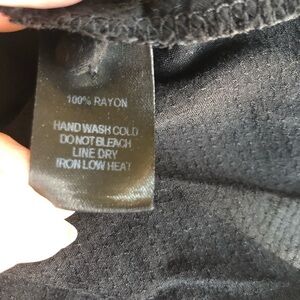 100% RAYON
HAND WASH COLD
DO NOT BLEACH
LINE DRY
IRON LOW HEAT